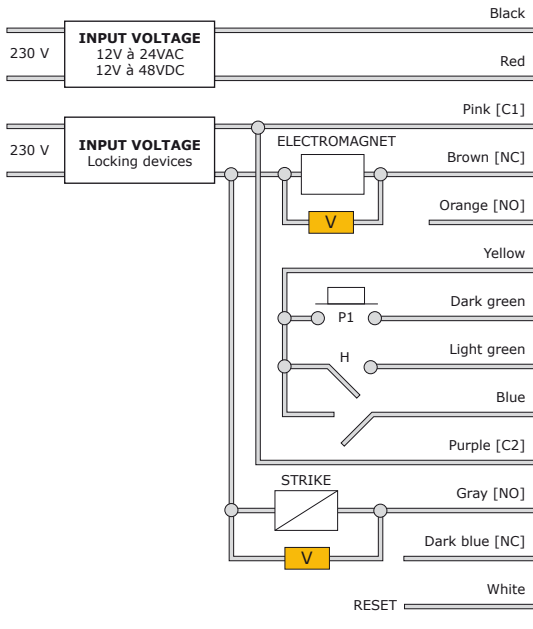 Black
INPUT VOLTAGE
230 V
12V à 24VAC
12V à 48VDC
Red
Pink [C1]
ELECTROMAGNET
230 V
INPUT VOLTAGE
Locking devices
Brown [NC]
Orange [NO]
V
Yellow
Dark green
P1
Light green
H
Blue
Purple [C2]
STRIKE
Gray [NO]
Dark blue [NC]
V
White
RESET